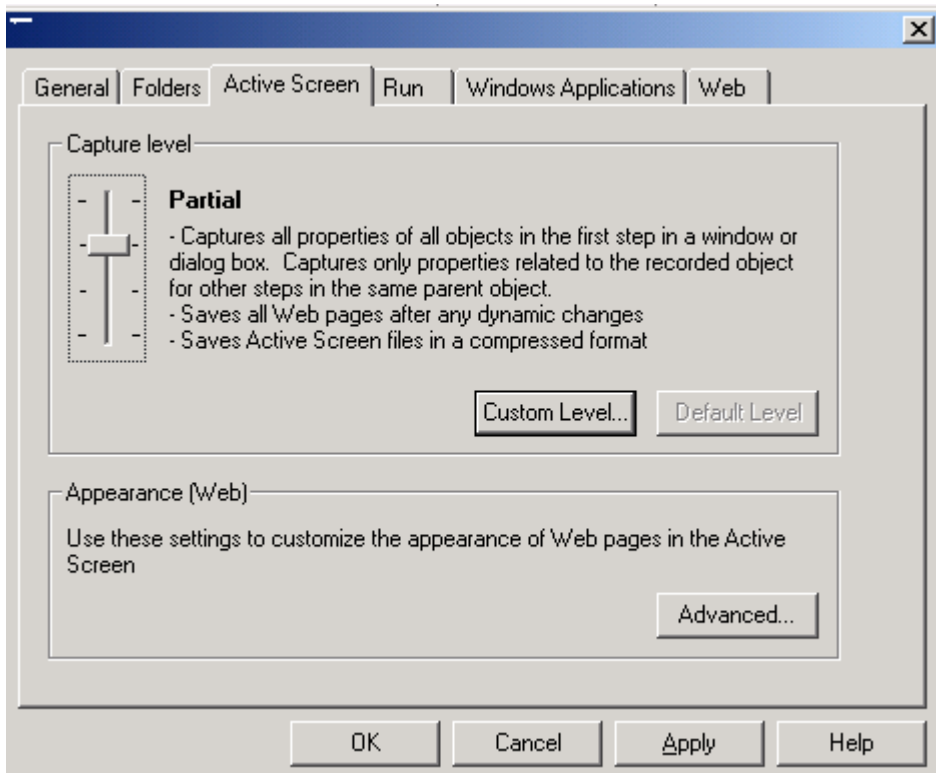 General Folders Active Screen Run Windows Applications Web
Capture level
Partial
- Captures all properties of all objects in the first step in a window or
dialog box.  Captures only properties related to the recorded object
for other steps in the same parent object.
- Saves all Web pages after any dynamic changes
- Saves Active Screen files in a compressed format
Custom Level... Default Level
Appearance (Web)
Use these settings to customize the appearance of Web pages in the Active
Screen
Advanced...
OK Cancel Apply Help